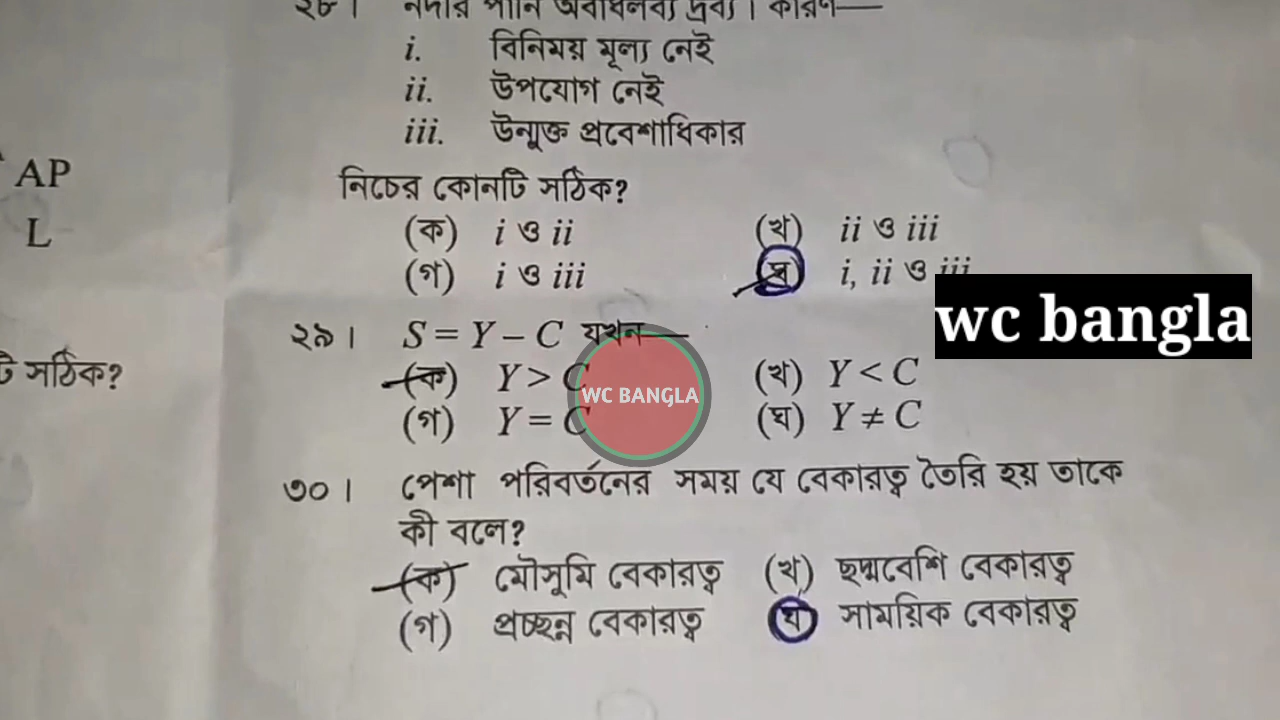 ২৮। নদীর পানি অবাধলভ্য দ্রব্য। কারণ—
i. বিনিময় মূল্য নেই
ii. উপযোগ নেই
iii. উন্মুক্ত প্রবেশাধিকার
নিচের কোনটি সঠিক?
(ক) i ও ii (খ) ii ও iii
(গ) i ও iii (ঘ) i, ii ও iii
২৯। S = Y – C যখন—
(ক) Y > C (খ) Y < C
(গ) Y = C (ঘ) Y ≠ C
৩০। পেশা পরিবর্তনের সময় যে বেকারত্ব তৈরি হয় তাকে
কী বলে?
(ক) মৌসুমি বেকারত্ব (খ) ছদ্মবেশি বেকারত্ব
(গ) প্রচ্ছন্ন বেকারত্ব (ঘ) সাময়িক বেকারত্ব
AP
L
সঠিক?
wc bangla
WC BANGLA